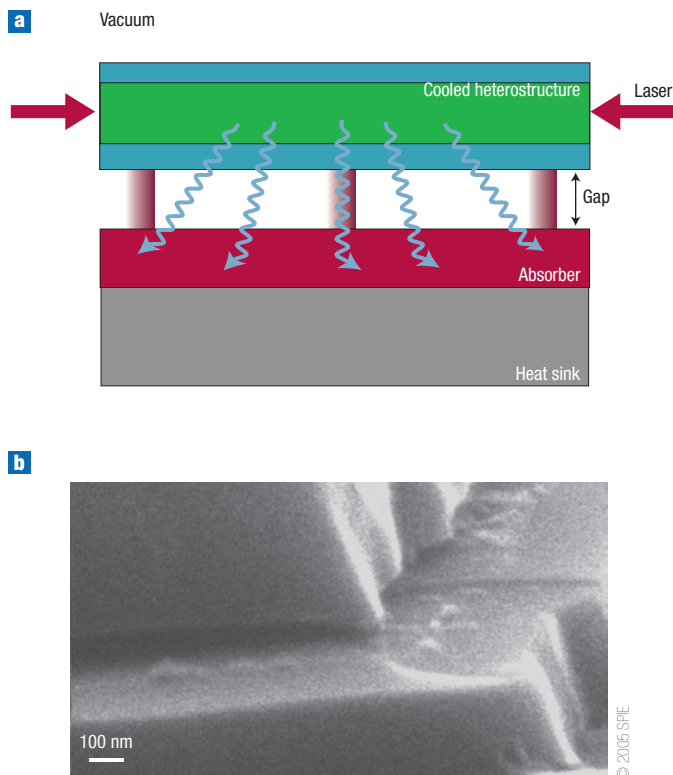 a
Vacuum
Cooled heterostructure
Laser
Gap
Absorber
Heat sink
b
100 nm
© 2005 SPIE